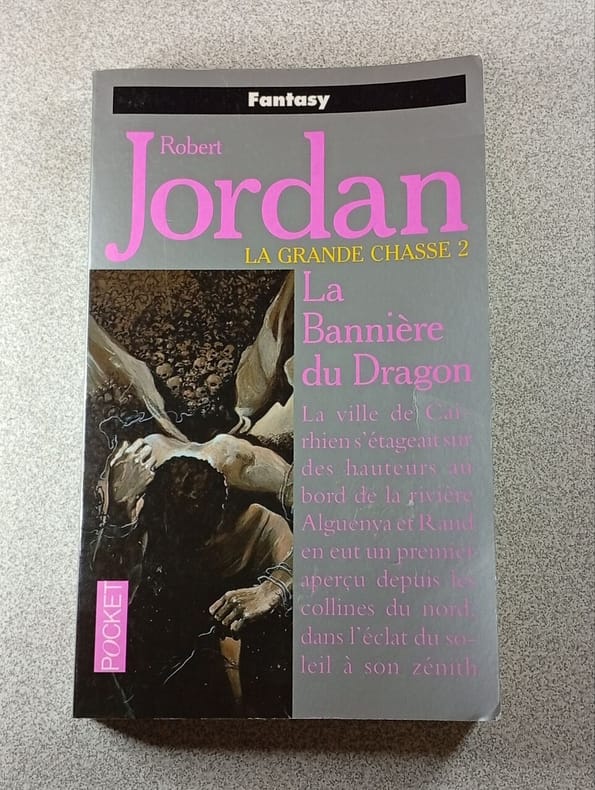 Fantasy
Robert
Jordan
LA GRANDE CHASSE 2
La
Bannière
du Dragon
La ville de Cair-
rhien s'étageait sur
des hauteurs au
bord de la rivière
Alguenya et Rand
en eut un premier
aperçu depuis les
collines du nord,
dans l'éclat du so-
leil à son zénith
POCKET